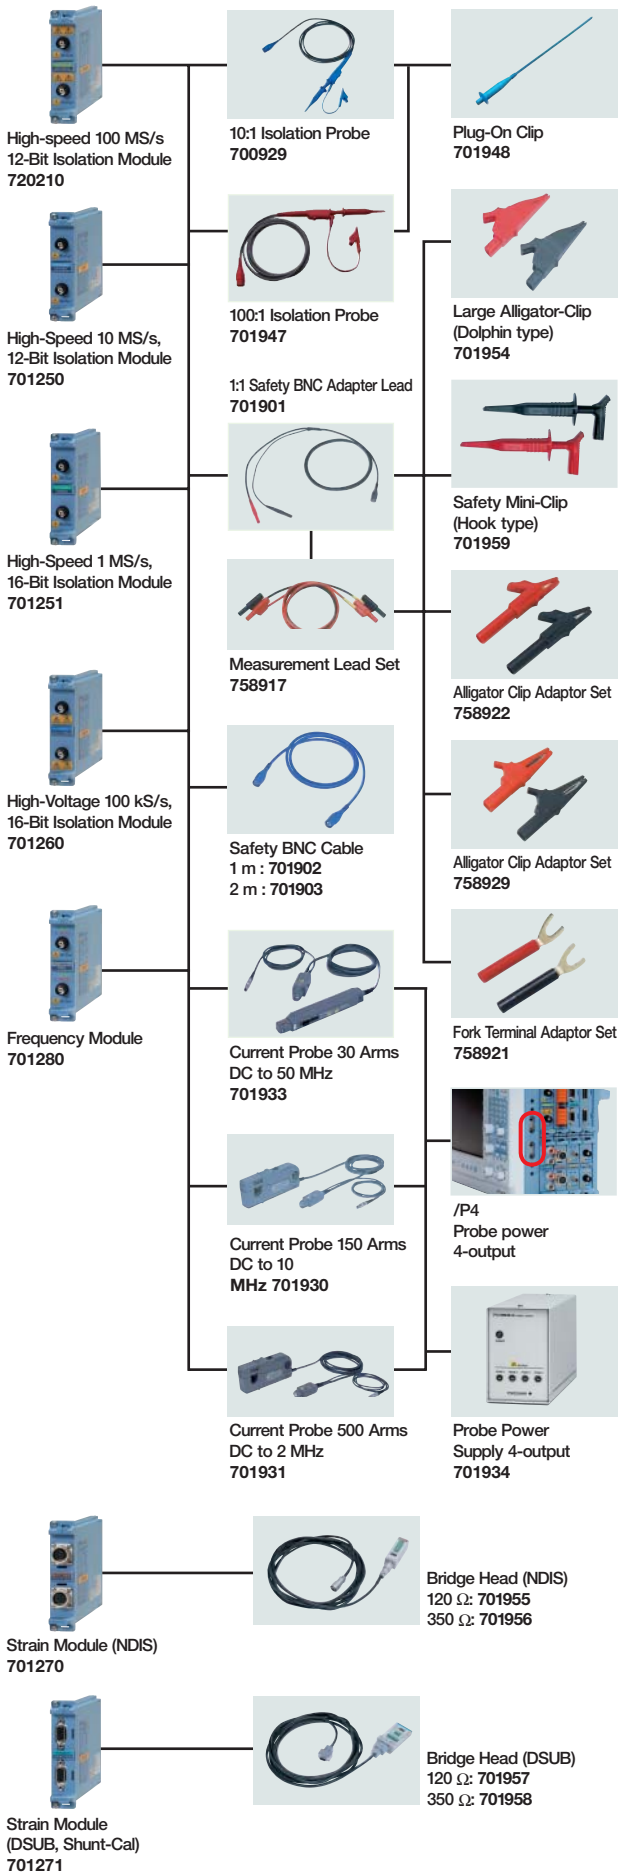 High-speed 100 MS/s
12-Bit Isolation Module
720210
10:1 Isolation Probe
700929
Plug-On Clip
701948
High-Speed 10 MS/s,
12-Bit Isolation Module
701250
100:1 Isolation Probe
701947
Large Alligator-Clip
(Dolphin type)
701954
1:1 Safety BNC Adapter Lead
701901
High-Speed 1 MS/s,
16-Bit Isolation Module
701251
Safety Mini-Clip
(Hook type)
701959
Measurement Lead Set
758917
Alligator Clip Adaptor Set
758922
High-Voltage 100 kS/s,
16-Bit Isolation Module
701260
Safety BNC Cable
1 m : 701902
2 m : 701903
Alligator Clip Adaptor Set
758929
Frequency Module
701280
Current Probe 30 Arms
DC to 50 MHz
701933
Fork Terminal Adaptor Set
758921
Current Probe 150 Arms
DC to 10
MHz 701930
/P4
Probe power
4-output
Current Probe 500 Arms
DC to 2 MHz
701931
Probe Power
Supply 4-output
701934
Strain Module (NDIS)
701270
Bridge Head (NDIS)
120 Ω: 701955
350 Ω: 701956
Strain Module
(DSUB, Shunt-Cal)
701271
Bridge Head (DSUB)
120 Ω: 701957
350 Ω: 701958